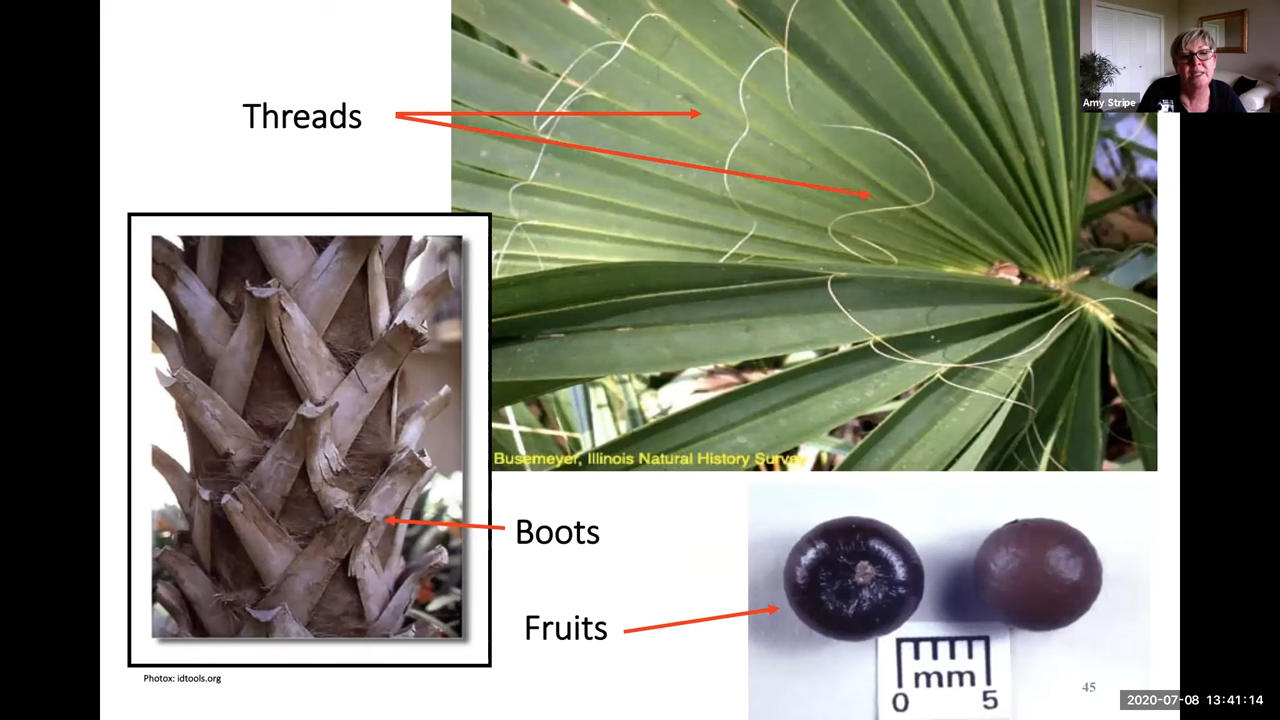 Threads
Amy Stripe
Busemeyer, Illinois Natural History Survey
Boots
Fruits
mm
0 5
Photox: idtools.org
45
2020-07-08 13:41:14